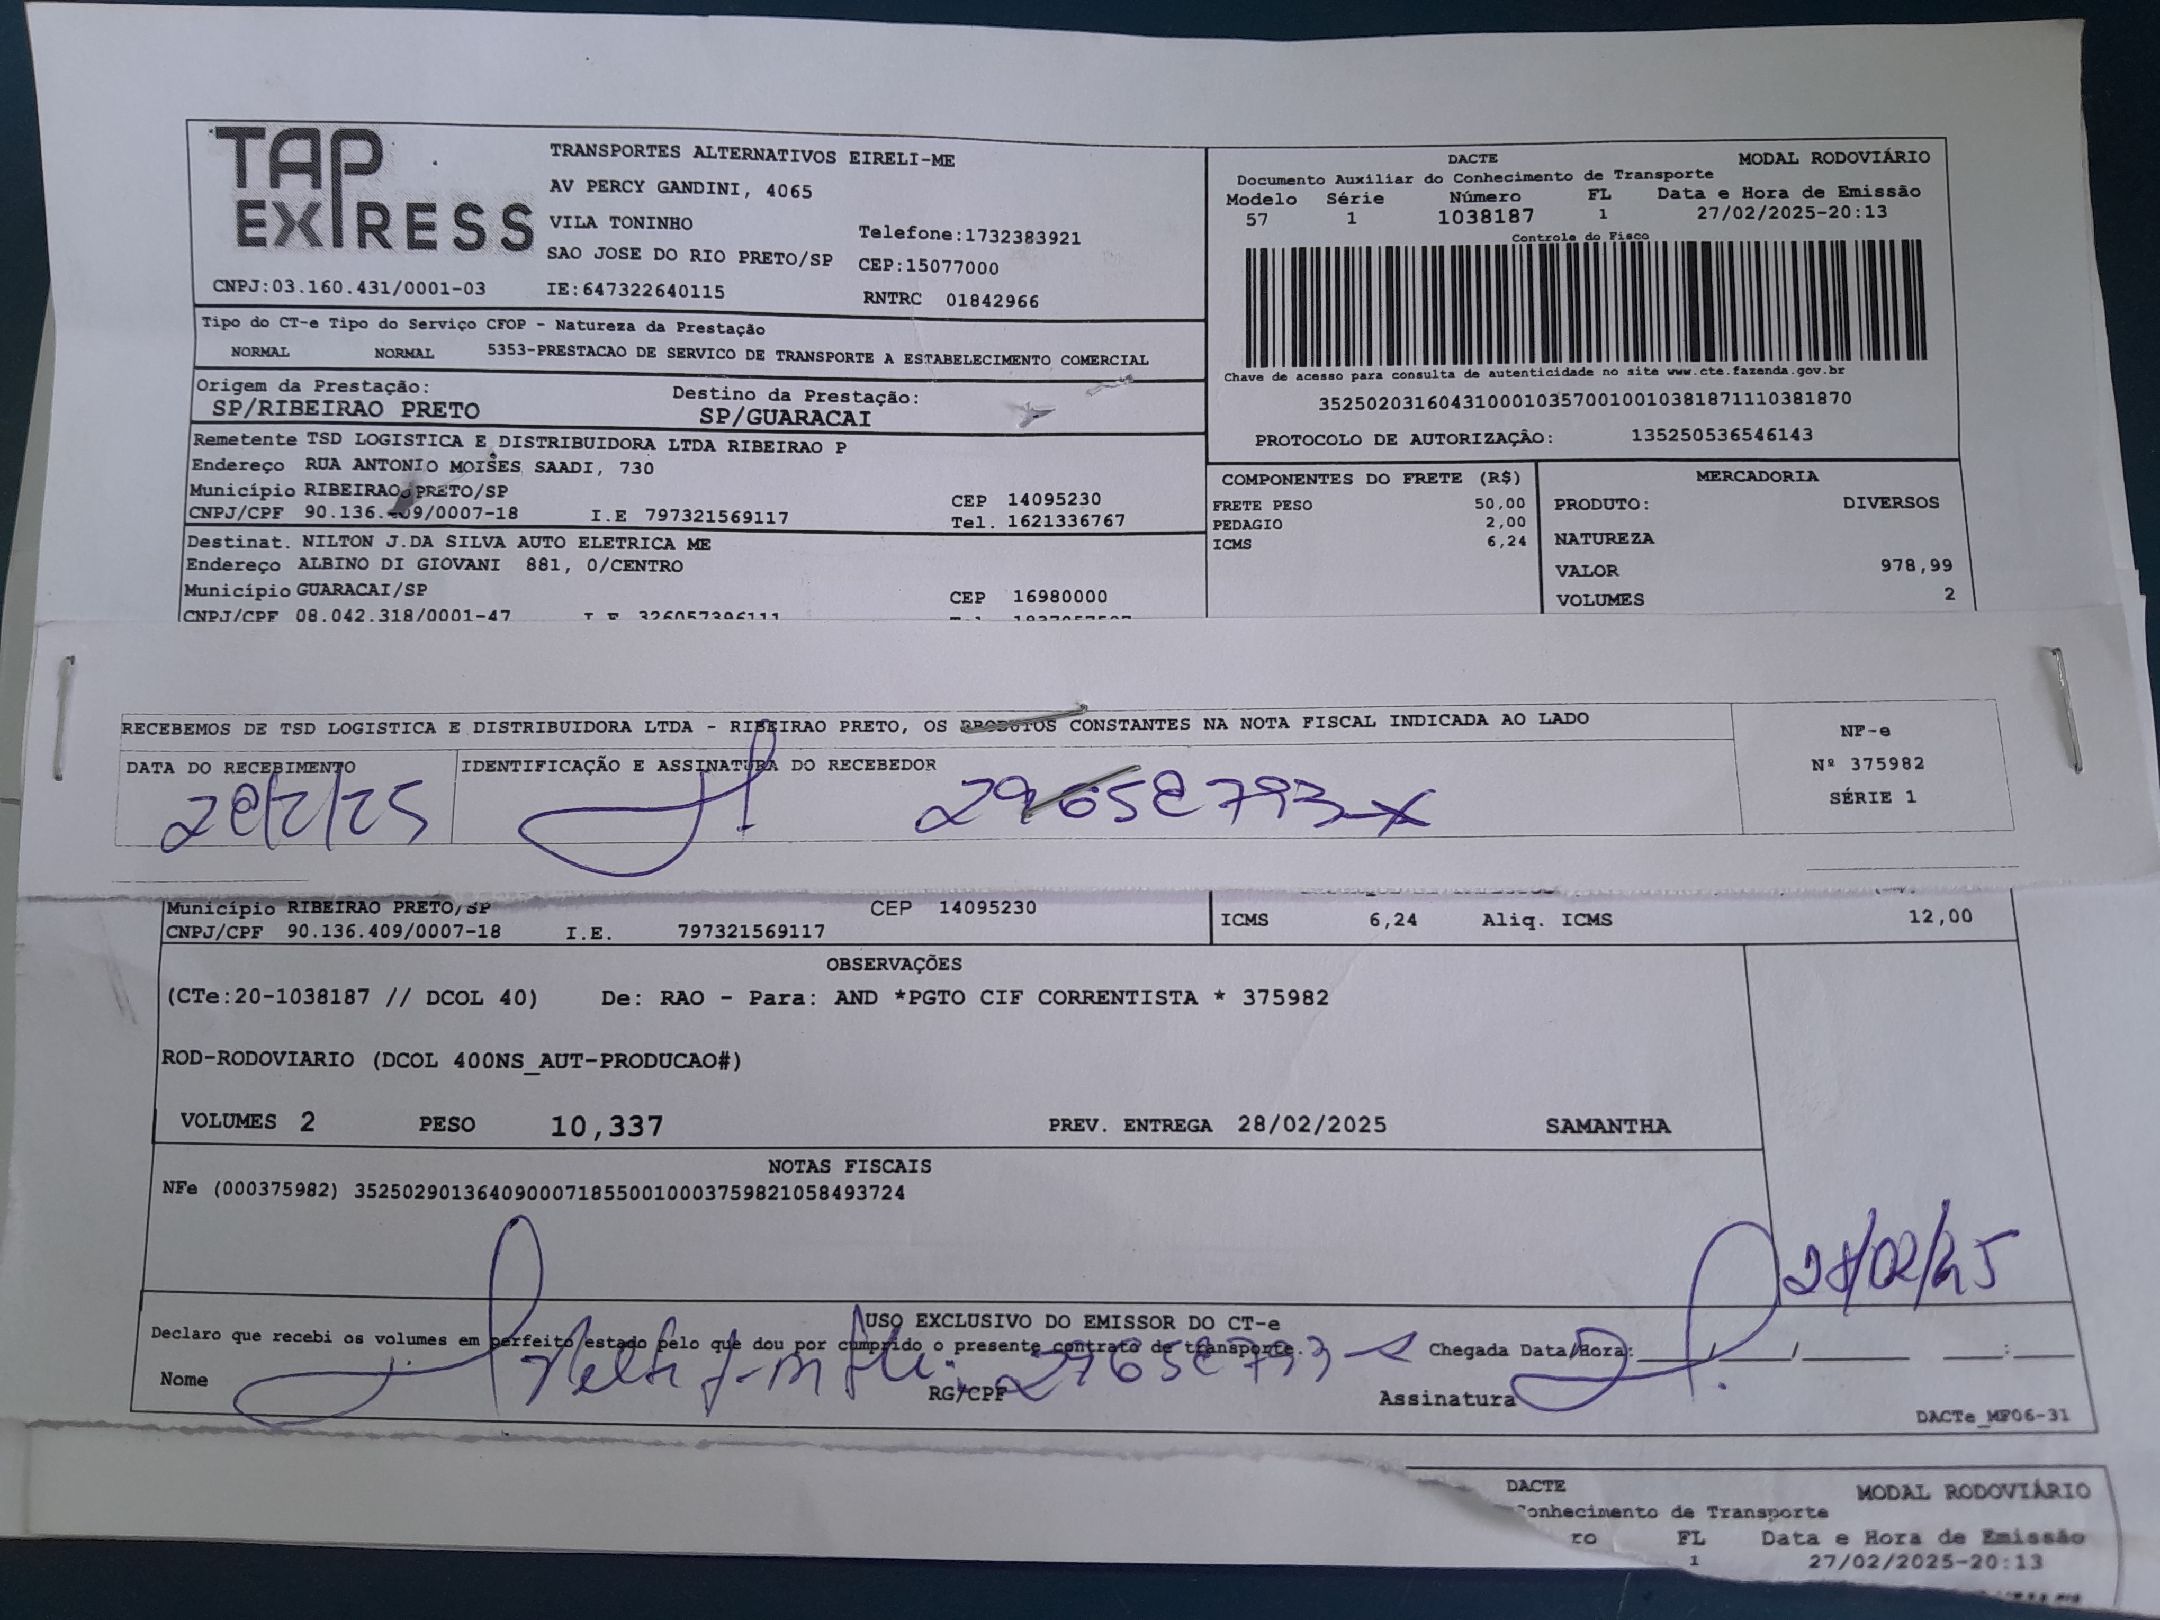 TAP EXPRESS
TRANSPORTES ALTERNATIVOS EIRELI-ME
AV PERCY GANDINI, 4065
VILA TONINHO Telefone:1732383921
SAO JOSE DO RIO PRETO/SP CEP:15077000
CNPJ:03.160.431/0001-03 IE:647322640115 RNTRC 01842966
DACTE MODAL RODOVIÁRIO
Documento Auxiliar do Conhecimento de Transporte
Modelo Série Número FL Data e Hora de Emissão
57 1 1038187 1 27/02/2025-20:13
Controle do Fisco
Chave de acesso para consulta de autenticidade no site www.cte.fazenda.gov.br
35250203160431000103570010010381871110381870
PROTOCOLO DE AUTORIZAÇÃO: 135250536546143
Tipo do CT-e Tipo do Serviço CFOP - Natureza da Prestação
NORMAL NORMAL 5353-PRESTACAO DE SERVICO DE TRANSPORTE A ESTABELECIMENTO COMERCIAL
Origem da Prestação: Destino da Prestação:
SP/RIBEIRAO PRETO SP/GUARACAI
Remetente TSD LOGISTICA E DISTRIBUIDORA LTDA RIBEIRAO P
Endereço RUA ANTONIO MOISES SAADI, 730
Município RIBEIRAO PRETO/SP CEP 14095230
CNPJ/CPF 90.136.409/0007-18 I.E 797321569117 Tel. 1621336767
Destinat. NILTON J.DA SILVA AUTO ELETRICA ME
Endereço ALBINO DI GIOVANI 881, 0/CENTRO
Município GUARACAI/SP CEP 16980000
CNPJ/CPF 08.042.318/0001-47 I.E 326057396111
COMPONENTES DO FRETE (R$)
FRETE PESO 50,00
PEDAGIO 2,00
ICMS 6,24
MERCADORIA
PRODUTO: DIVERSOS
NATUREZA
VALOR 978,99
VOLUMES 2
RECEBEMOS DE TSD LOGISTICA E DISTRIBUIDORA LTDA - RIBEIRAO PRETO, OS PRODUTOS CONSTANTES NA NOTA FISCAL INDICADA AO LADO
DATA DO RECEBIMENTO IDENTIFICAÇÃO E ASSINATURA DO RECEBEDOR
28/2/25 29658793-X
NF-e
Nº 375982
SÉRIE 1
Município RIBEIRAO PRETO/SP CEP 14095230
CNPJ/CPF 90.136.409/0007-18 I.E. 797321569117
ICMS 6,24 Aliq. ICMS 12,00
OBSERVAÇÕES
(CTe:20-1038187 // DCOL 40) De: RAO - Para: AND *PGTO CIF CORRENTISTA * 375982
ROD-RODOVIARIO (DCOL 400NS_AUT-PRODUCAO#)
VOLUMES 2 PESO 10,337 PREV. ENTREGA 28/02/2025 SAMANTHA
NOTAS FISCAIS
NFe (000375982) 35250290136409000718550010003759821058493724
28/02/25
USO EXCLUSIVO DO EMISSOR DO CT-e
Declaro que recebi os volumes em perfeito estado pelo que dou por cumprido o presente contrato de transporte. Chegada Data/Hora: / / :
Nome RG/CPF 29658793-X Assinatura
DACTe_MF06-31
DACTE MODAL RODOVIÁRIO
Conhecimento de Transporte
ro FL Data e Hora de Emissão
1 27/02/2025-20:13